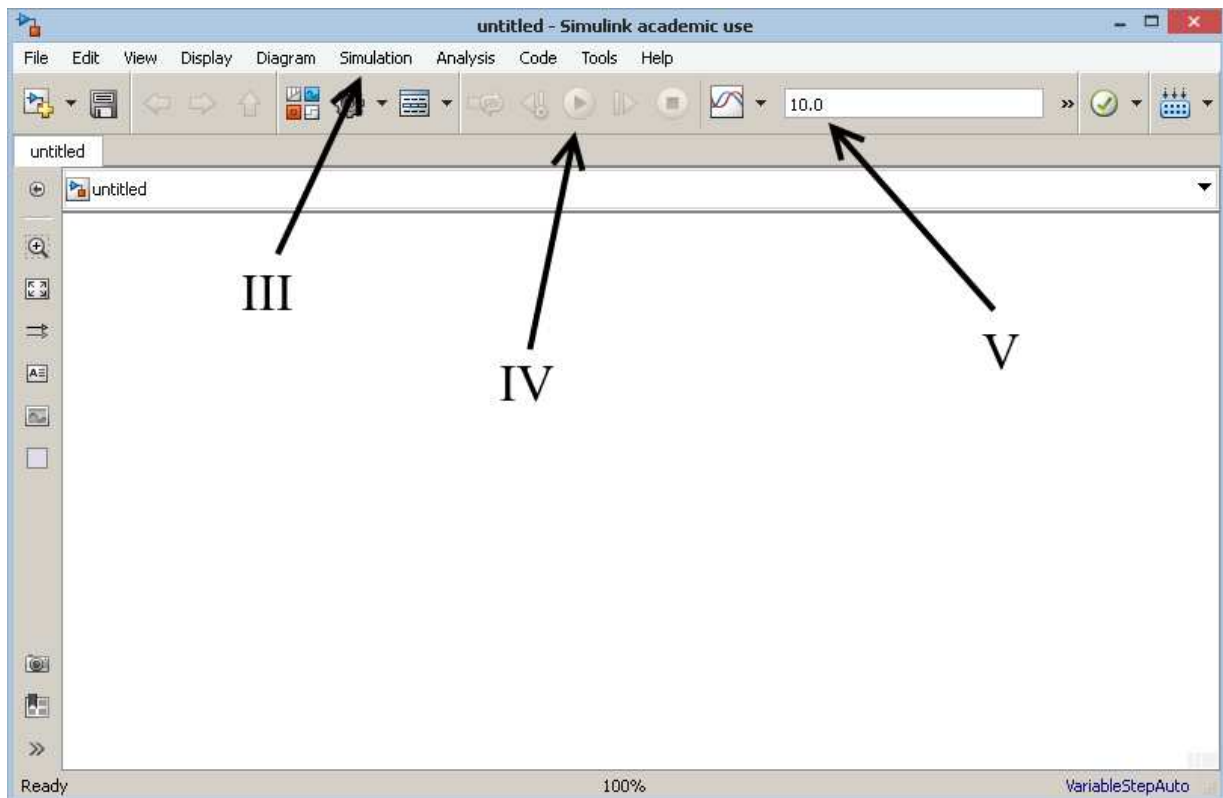 untitled - Simulink academic use
File Edit View Display Diagram Simulation Analysis Code Tools Help
10.0
»
untitled
untitled
III
IV
V
A
»
Ready 100% VariableStepAuto